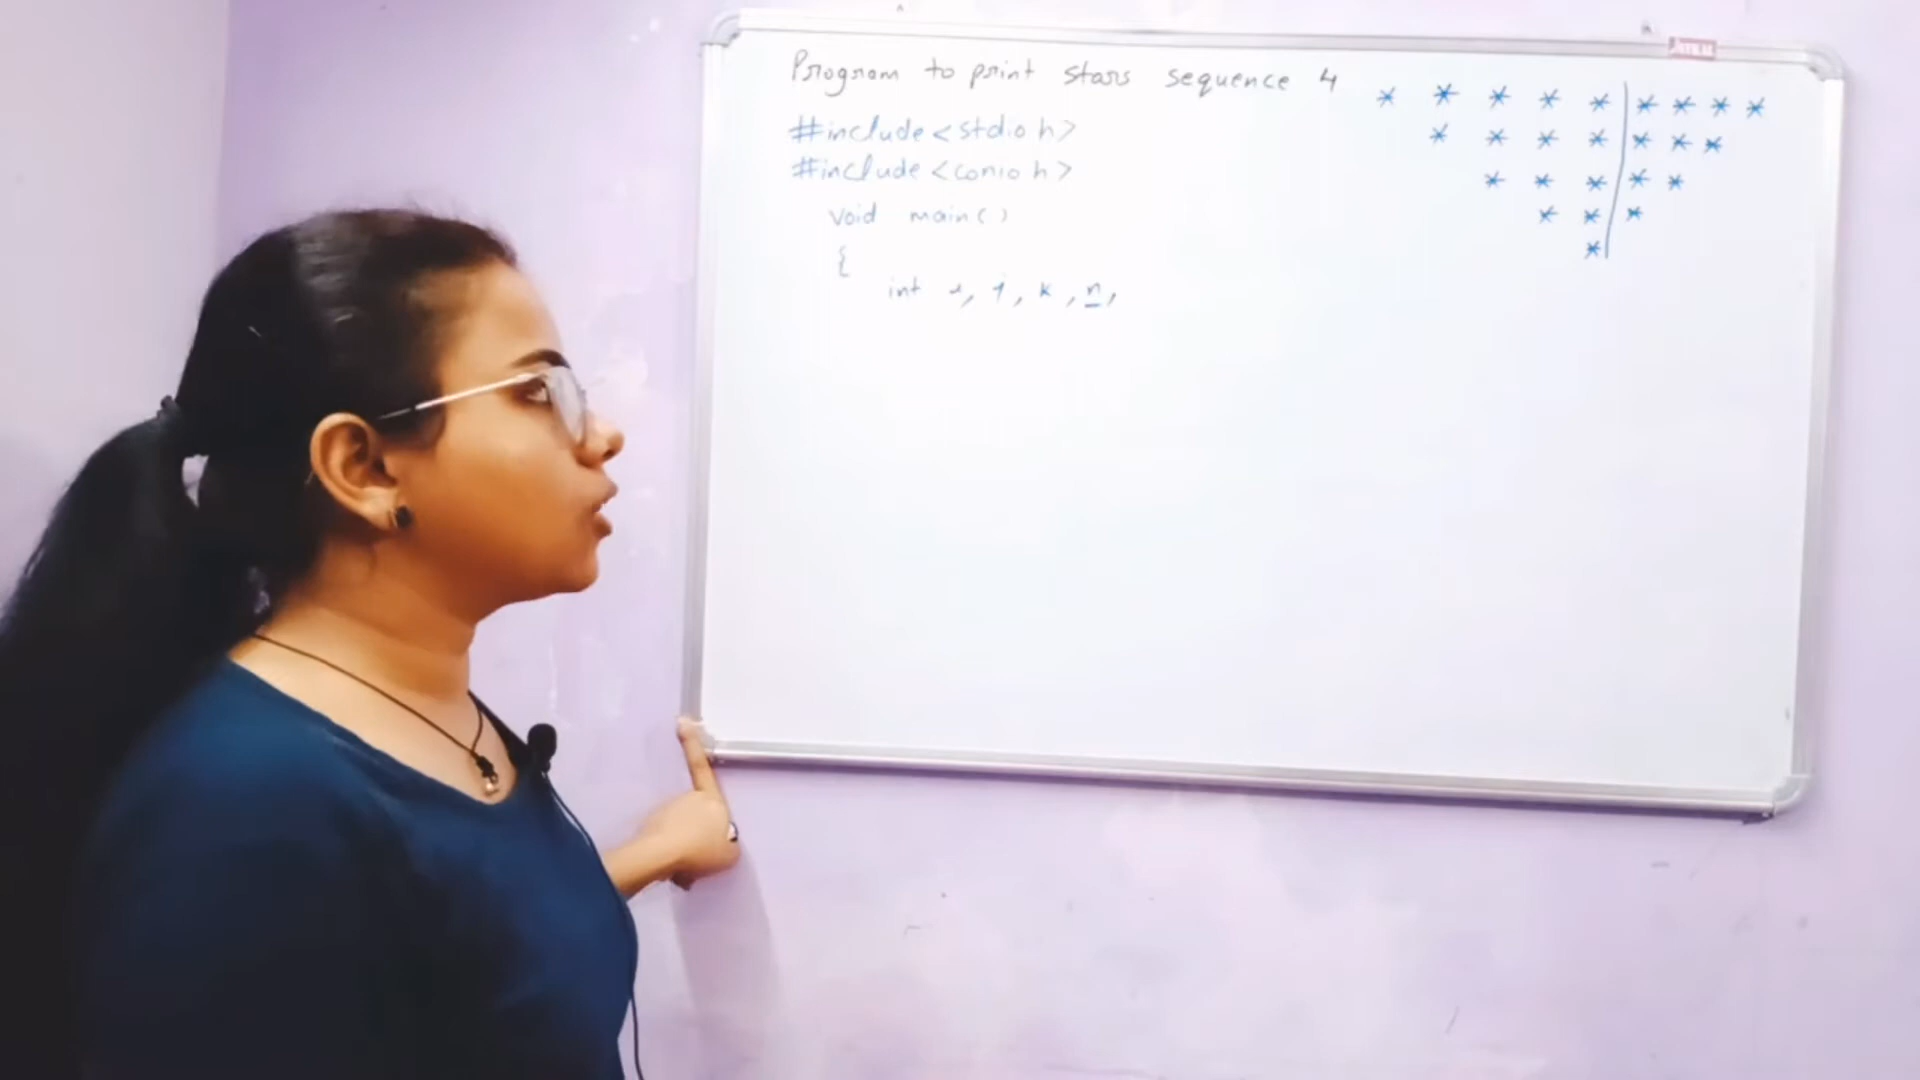 Program to print stars sequence 4
#include<stdio h>
#include<conio h>
void main()
{
int i, j, k, n,
* * * * * | * * * *
* * * * | * * *
* * * | * *
* * | *
* |